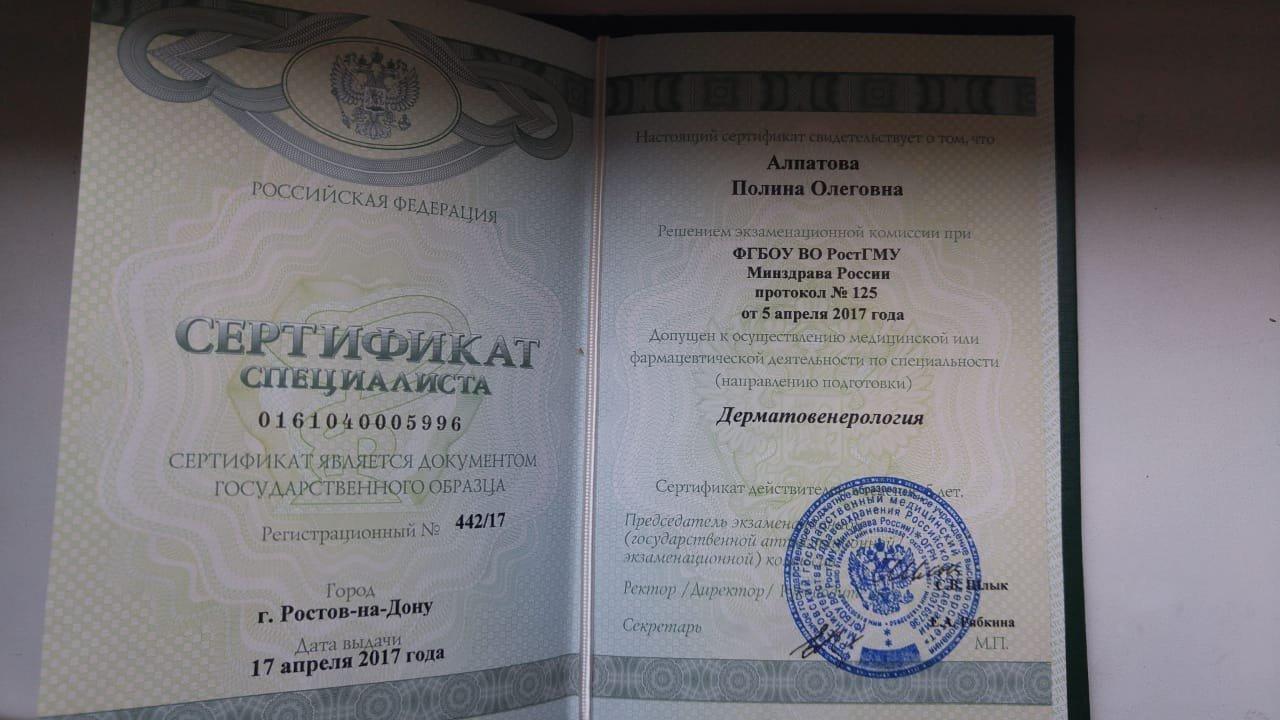 РОССИЙСКАЯ ФЕДЕРАЦИЯ
СЕРТИФИКАТ
СПЕЦИАЛИСТА
0161040005996
СЕРТИФИКАТ ЯВЛЯЕТСЯ ДОКУМЕНТОМ
ГОСУДАРСТВЕННОГО ОБРАЗЦА
Регистрационный № 442/17
Город
г. Ростов-на-Дону
Дата выдачи
17 апреля 2017 года
Настоящий сертификат свидетельствует о том, что
Алпатова
Полина Олеговна
Решением экзаменационной комиссии при
ФГБОУ ВО РостГМУ
Минздрава России
протокол № 125
от 5 апреля 2017 года
Допущен к осуществлению медицинской или
фармацевтической деятельности по специальности
(направлению подготовки)
Дерматовенерология
Сертификат действителен 5 лет.
Председатель
(государственной
экзаменационной)
Ректор /Директор/
С.В. Шлык
Секретарь
Е.А. Рябкина
М.П.